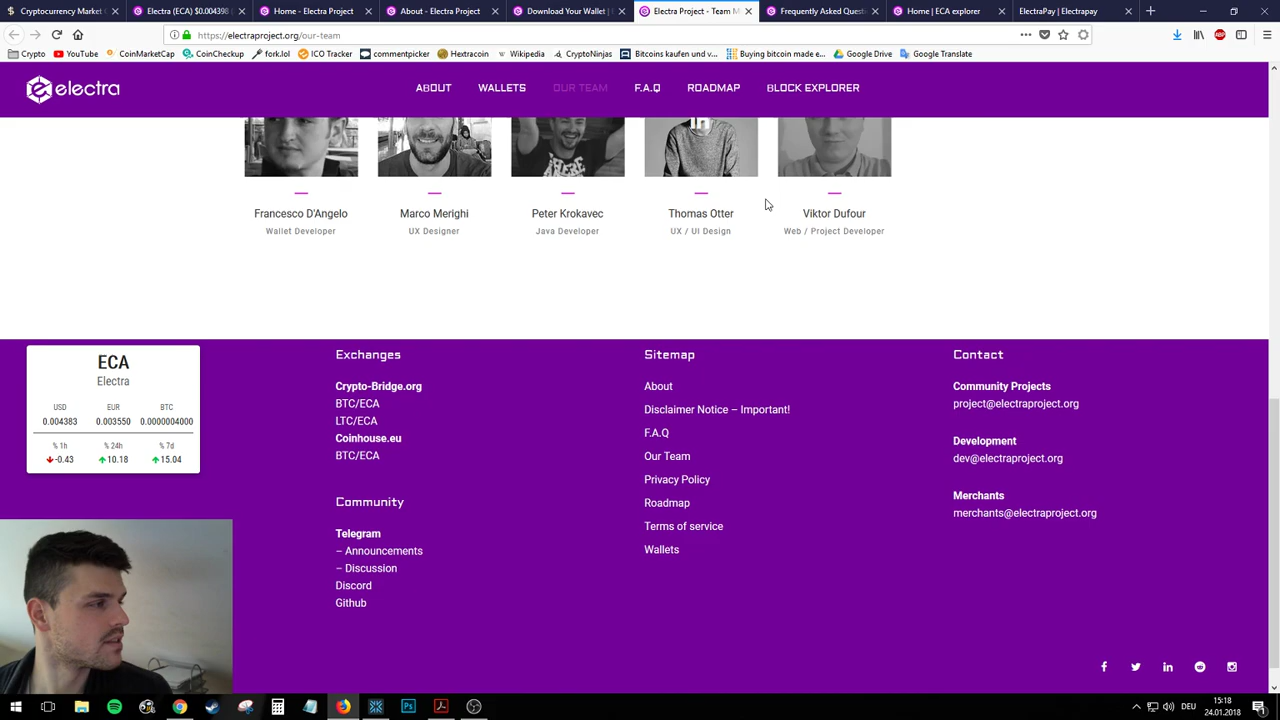 Cryptocurrency Market C
Electra (ECA) $0.004398
Home - Electra Project
About - Electra Project
Download Your Wallet |
Electra Project - Team M
Frequently Asked Quest
Home | ECA explorer
ElectraPay | Electrapay
https://electraproject.org/our-team
Crypto
YouTube
CoinMarketCap
CoinCheckup
fork.lol
ICO Tracker
commentpicker
Hextracoin
Wikipedia
CryptoNinjas
Bitcoins kaufen und v...
Buying bitcoin made e...
Google Drive
Google Translate
electra
ABOUT
WALLETS
OUR TEAM
F.A.Q
ROADMAP
BLOCK EXPLORER
Francesco D'Angelo
Wallet Developer
Marco Merighi
UX Designer
Peter Krokavec
Java Developer
Thomas Otter
UX / UI Design
Viktor Dufour
Web / Project Developer
ECA
Electra
USD EUR BTC
0.004383 0.003550 0.0000004000
% 1h % 24h % 7d
-0.43 10.18 15.04
Exchanges
Crypto-Bridge.org
BTC/ECA
LTC/ECA
Coinhouse.eu
BTC/ECA
Community
Telegram
– Announcements
– Discussion
Discord
Github
Sitemap
About
Disclaimer Notice – Important!
F.A.Q
Our Team
Privacy Policy
Roadmap
Terms of service
Wallets
Contact
Community Projects
project@electraproject.org
Development
dev@electraproject.org
Merchants
merchants@electraproject.org
DEU
15:18
24.01.2018